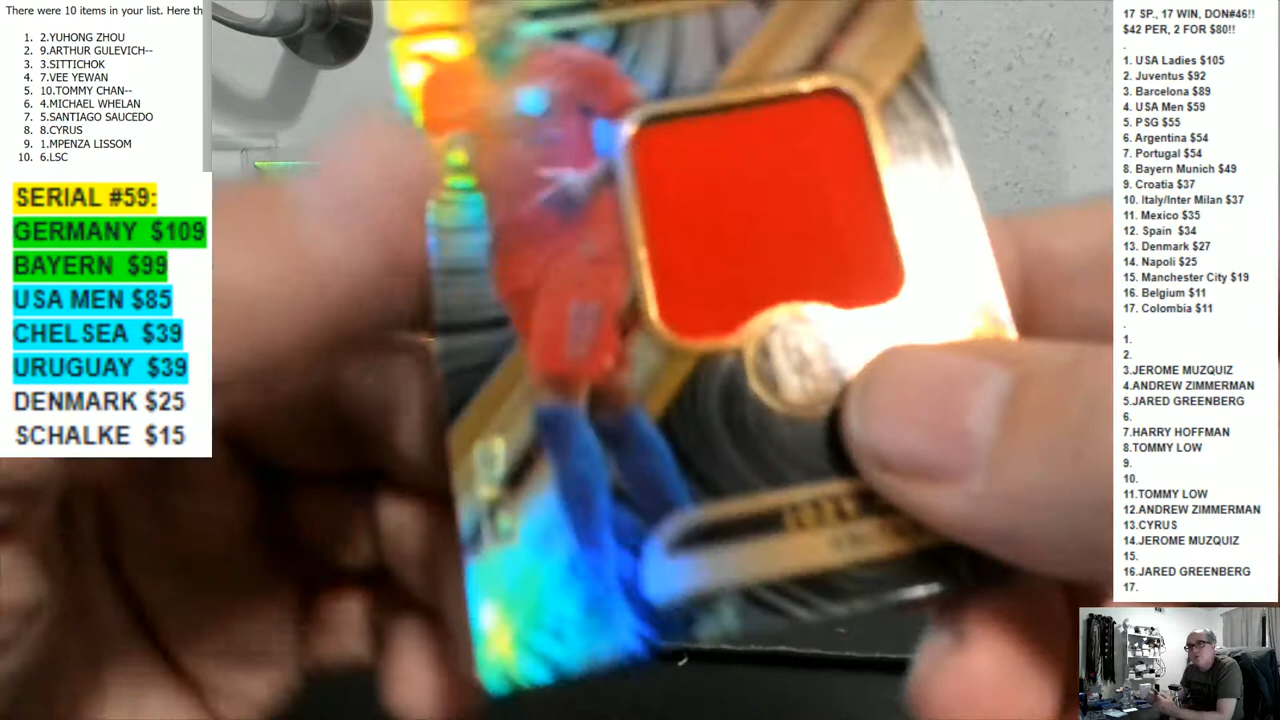 There were 10 items in your list. Here th
1. 2.YUHONG ZHOU
2. 9.ARTHUR GULEVICH--
3. 3.SITTICHOK
4. 7.VEE YEWAN
5. 10.TOMMY CHAN--
6. 4.MICHAEL WHELAN
7. 5.SANTIAGO SAUCEDO
8. 8.CYRUS
9. 1.MPENZA LISSOM
10. 6.LSC
SERIAL #59:
GERMANY $109
BAYERN $99
USA MEN $85
CHELSEA $39
URUGUAY $39
DENMARK $25
SCHALKE $15
17 SP., 17 WIN, DON#46!!
$42 PER, 2 FOR $80!!
.
1. USA Ladies $105
2. Juventus $92
3. Barcelona $89
4. USA Men $59
5. PSG $55
6. Argentina $54
7. Portugal $54
8. Bayern Munich $49
9. Croatia $37
10. Italy/Inter Milan $37
11. Mexico $35
12. Spain $34
13. Denmark $27
14. Napoli $25
15. Manchester City $19
16. Belgium $11
17. Colombia $11
.
1.
2.
3.JEROME MUZQUIZ
4.ANDREW ZIMMERMAN
5.JARED GREENBERG
6.
7.HARRY HOFFMAN
8.TOMMY LOW
9.
10.
11.TOMMY LOW
12.ANDREW ZIMMERMAN
13.CYRUS
14.JEROME MUZQUIZ
15.
16.JARED GREENBERG
17.